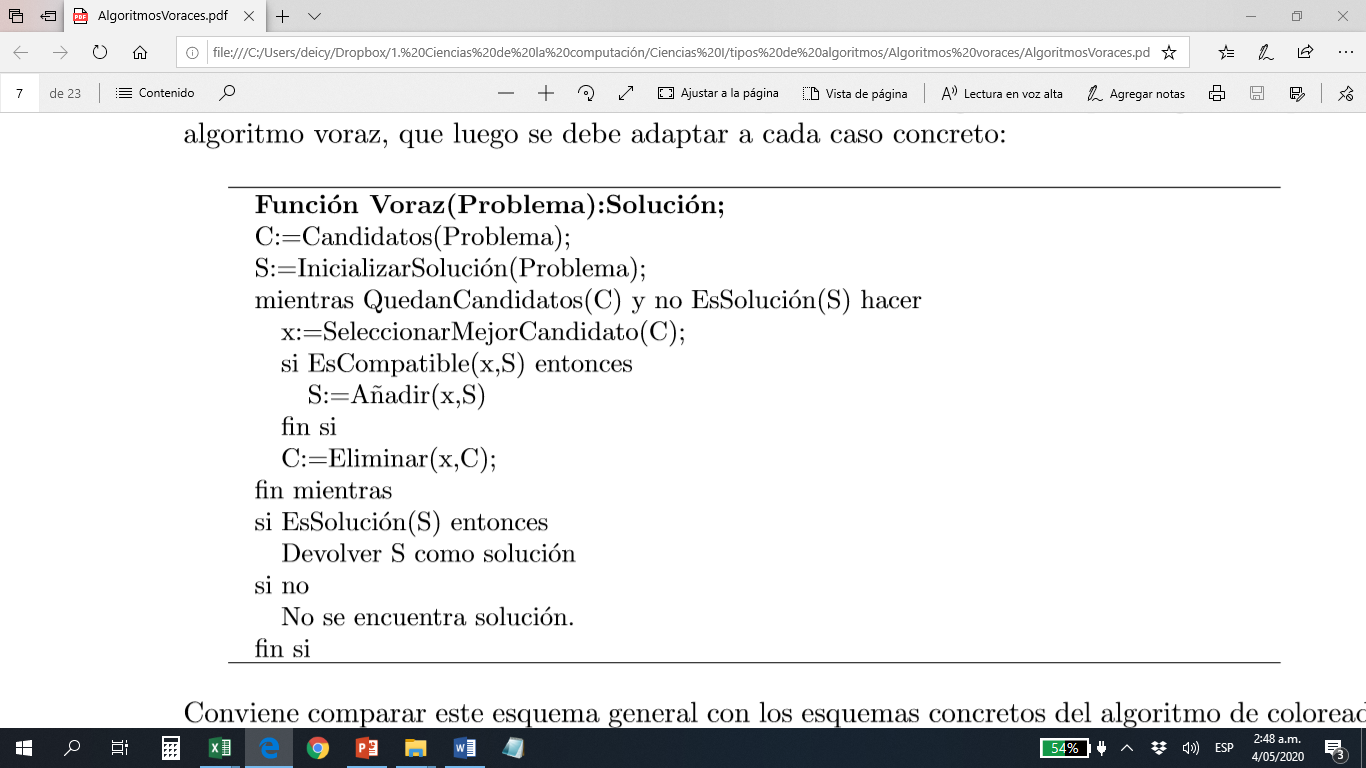 AlgoritmosVoraces.pdf
file:///C:/Users/deicy/Dropbox/1.%20Ciencias%20de%20la%20computación/Ciencias%20I/tipos%20de%20algoritmos/Algoritmos%20voraces/AlgoritmosVoraces.pd
7 de 23 Contenido Ajustar a la página Vista de página Lectura en voz alta Agregar notas
algoritmo voraz, que luego se debe adaptar a cada caso concreto:
Función Voraz(Problema):Solución;
C:=Candidatos(Problema);
S:=InicializarSolución(Problema);
mientras QuedanCandidatos(C) y no EsSolución(S) hacer
x:=SeleccionarMejorCandidato(C);
si EsCompatible(x,S) entonces
S:=Añadir(x,S)
fin si
C:=Eliminar(x,C);
fin mientras
si EsSolución(S) entonces
Devolver S como solución
si no
No se encuentra solución.
fin si
Conviene comparar este esquema general con los esquemas concretos del algoritmo de coloread
54% ESP 2:48 a.m.
4/05/2020 3